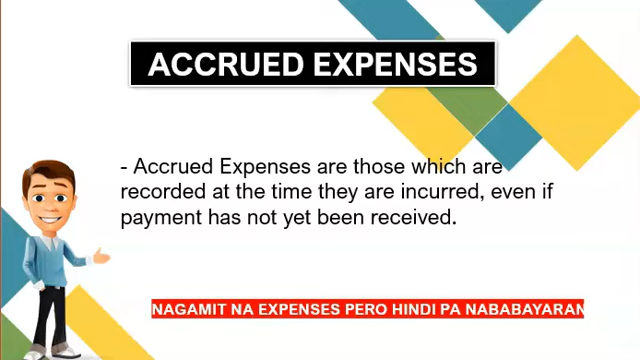 ACCRUED EXPENSES
- Accrued Expenses are those which are
recorded at the time they are incurred, even if
payment has not yet been received.
NAGAMIT NA EXPENSES PERO HINDI PA NABABAYARAN